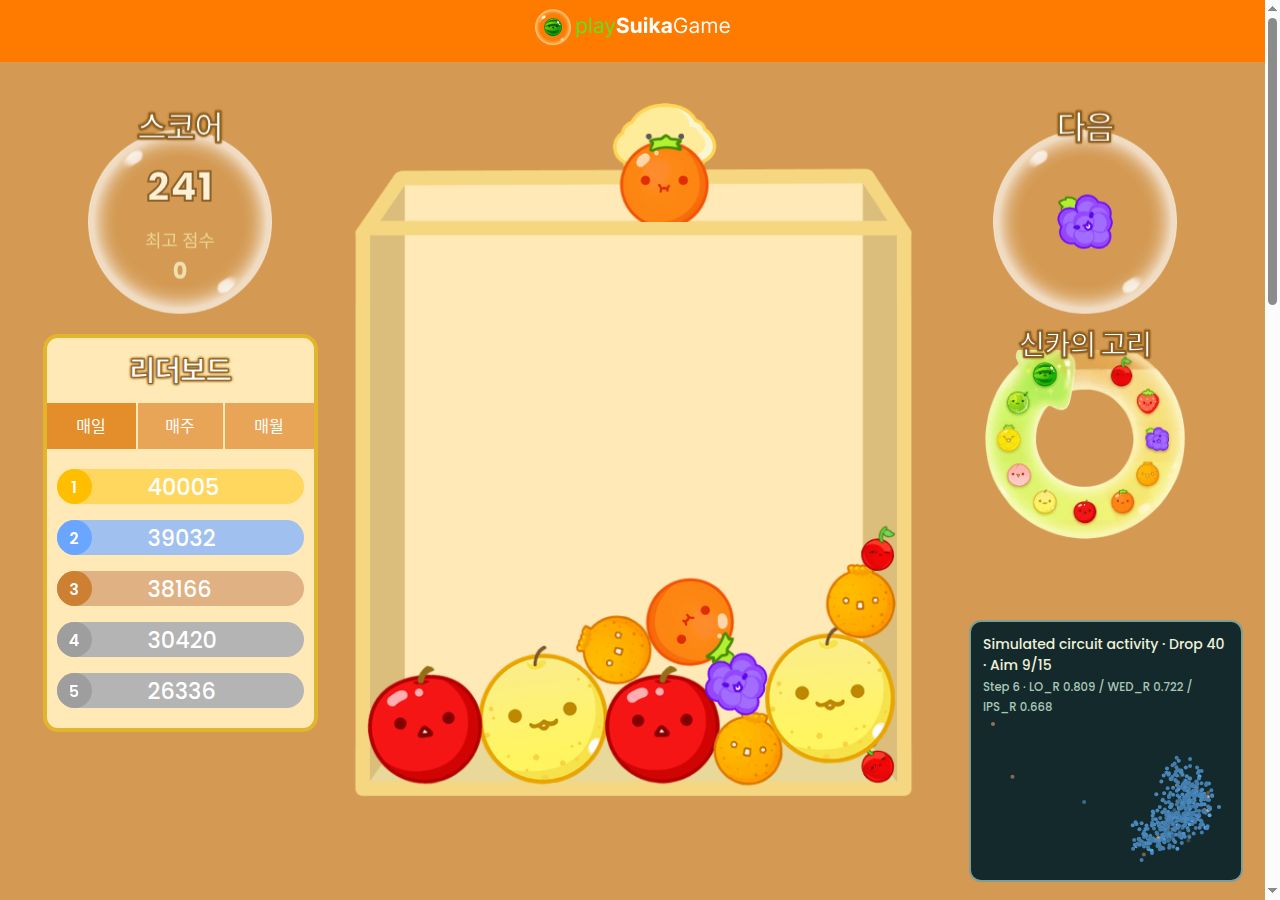 playSuikaGame
스코어
241
최고 점수
0
다음
리더보드
매일 매주 매월
1 40005
2 39032
3 38166
4 30420
5 26336
신카의 고리
Simulated circuit activity · Drop 40
· Aim 9/15
Step 6 · LO_R 0.809 / WED_R 0.722 /
IPS_R 0.668